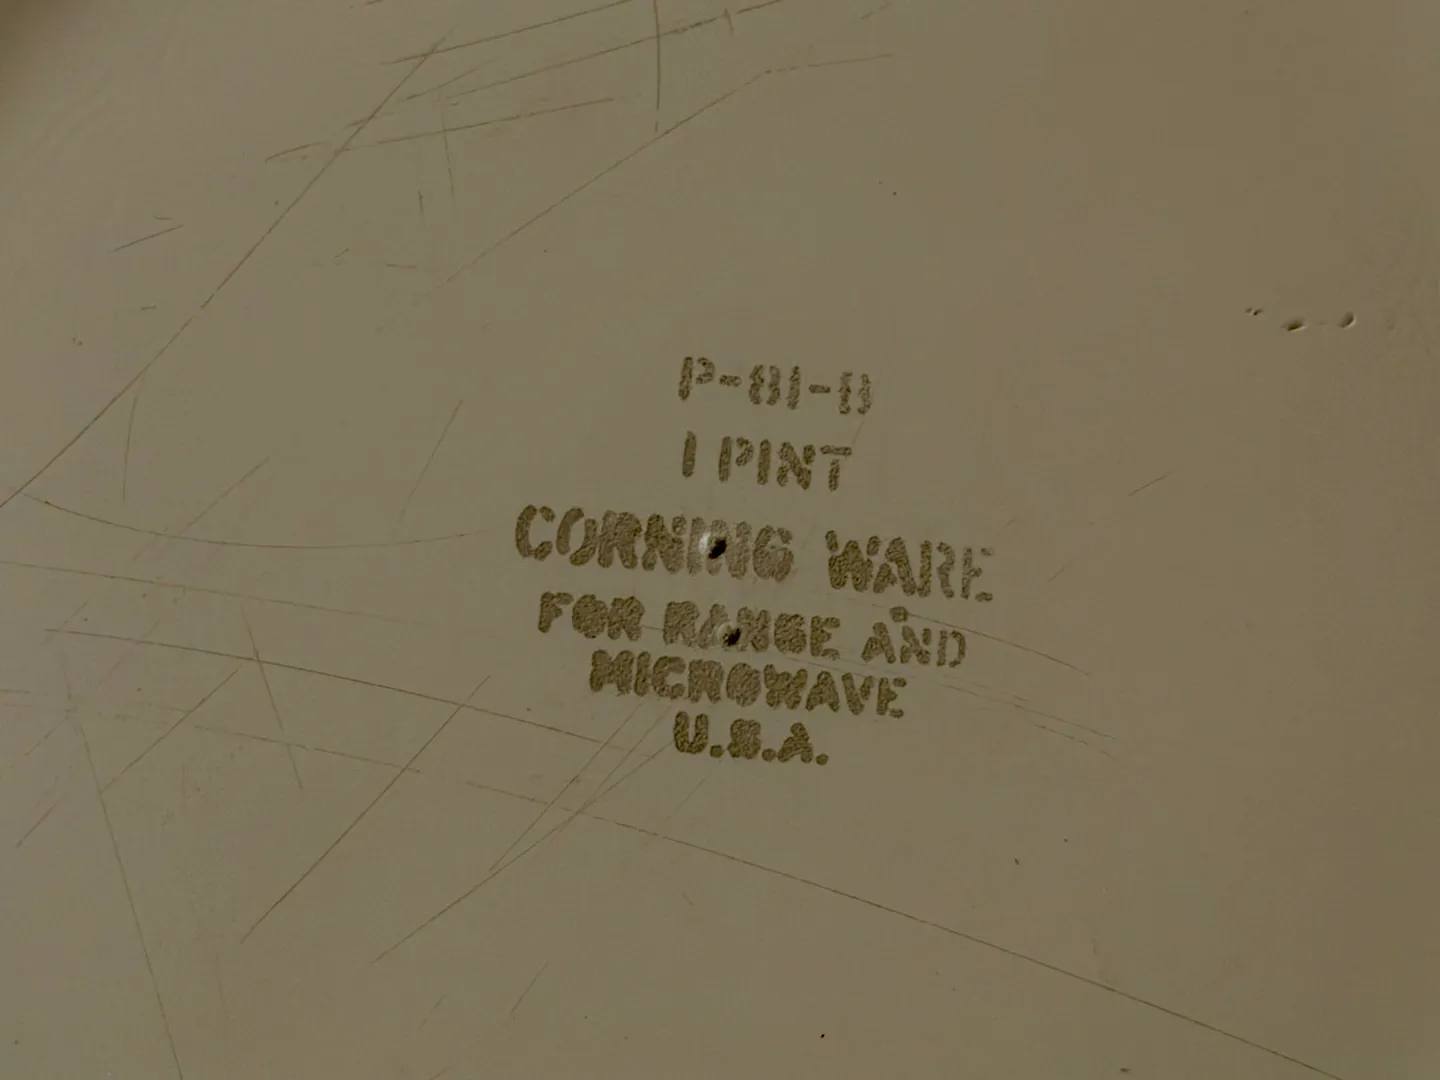 P-81-B
1 PINT
CORNING WARE
FOR RANGE AND
MICROWAVE
U.S.A.